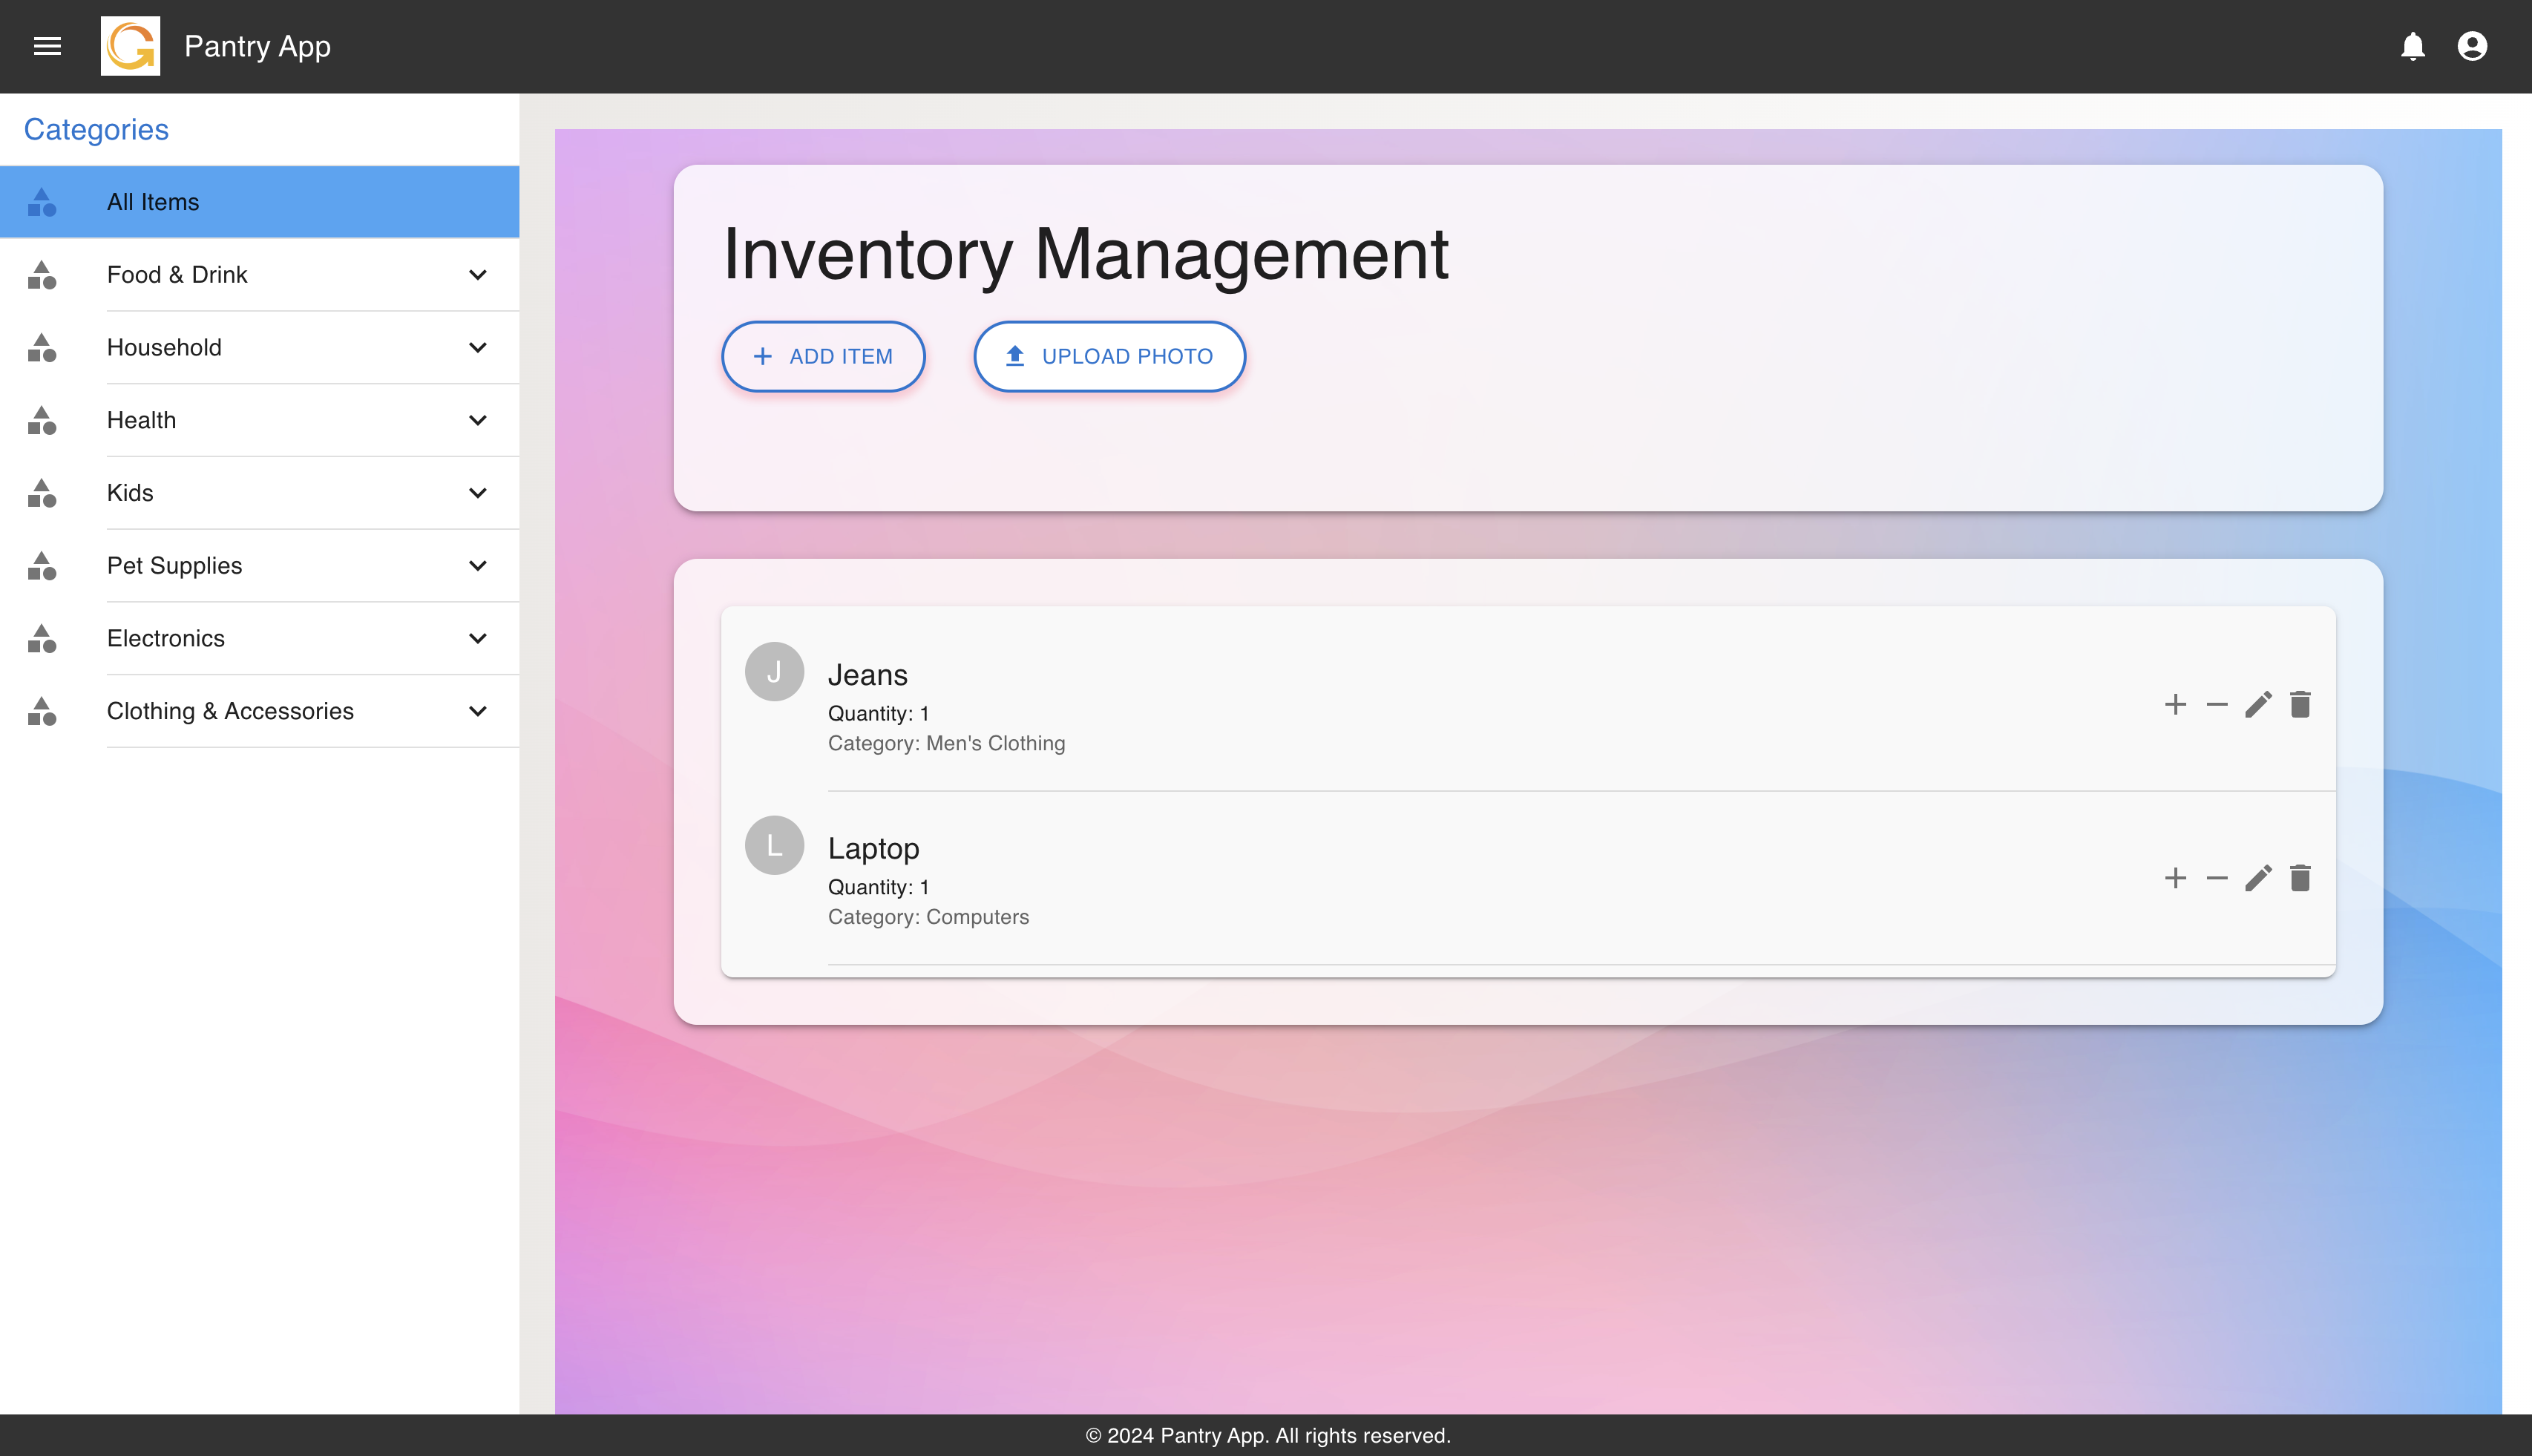 Pantry App
Categories
All Items
Food & Drink
Household
Health
Kids
Pet Supplies
Electronics
Clothing & Accessories
Inventory Management
ADD ITEM
UPLOAD PHOTO
J
Jeans
Quantity: 1
Category: Men's Clothing
L
Laptop
Quantity: 1
Category: Computers
© 2024 Pantry App. All rights reserved.